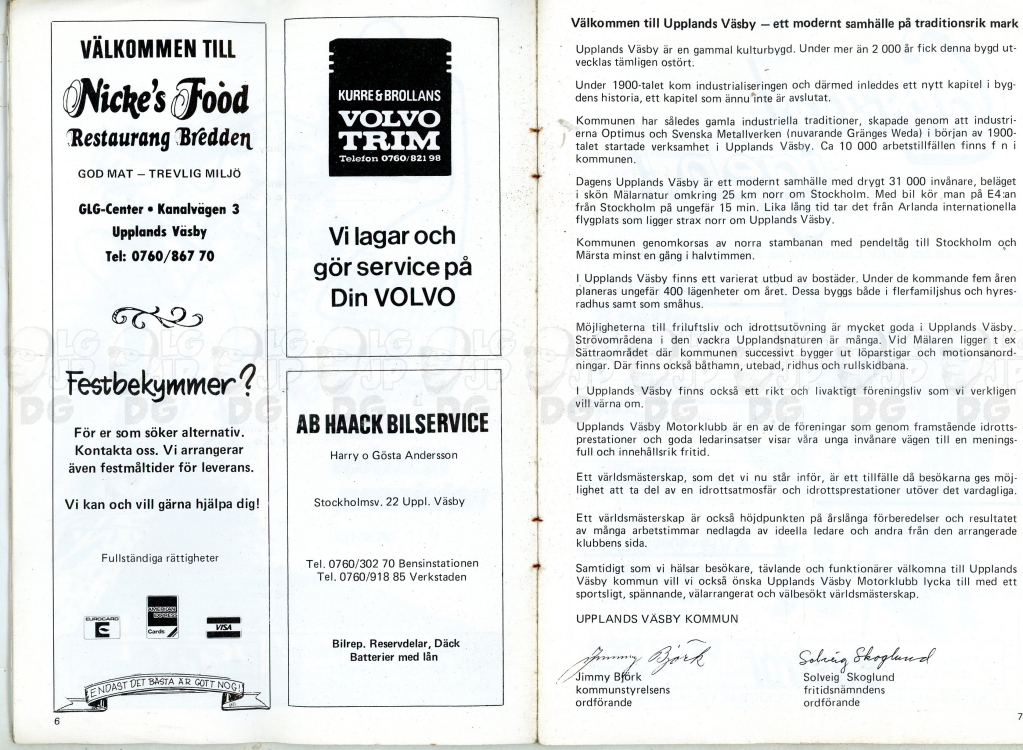 VÄLKOMMEN TILL
Nicke's Food
Restaurang Bredden
GOD MAT – TREVLIG MILJÖ
GLG-Center • Kanalvägen 3
Upplands Väsby
Tel: 0760/867 70
Festbekymmer?
För er som söker alternativ.
Kontakta oss. Vi arrangerar
även festmåltider för leverans.
Vi kan och vill gärna hjälpa dig!
Fullständiga rättigheter
EUROCARD
E
AMERICAN
EXPRESS
Cards
VISA
ENDAST DET BÄSTA ÄR GOTT NOG!
6
KURRE & BROLLANS
VOLVO
TRIM
Telefon 0760/821 98
Vi lagar och
gör service på
Din VOLVO
AB HAACK BILSERVICE
Harry o Gösta Andersson
Stockholmsv. 22 Uppl. Väsby
Tel. 0760/302 70 Bensinstationen
Tel. 0760/918 85 Verkstaden
Bilrep. Reservdelar, Däck
Batterier med lån
Välkommen till Upplands Väsby – ett modernt samhälle på traditionsrik mark
Upplands Väsby är en gammal kulturbygd. Under mer än 2 000 år fick denna bygd ut-
vecklas tämligen ostört.
Under 1900-talet kom industrialiseringen och därmed inleddes ett nytt kapitel i byg-
dens historia, ett kapitel som ännu inte är avslutat.
Kommunen har således gamla industriella traditioner, skapade genom att industri-
erna Optimus och Svenska Metallverken (nuvarande Gränges Weda) i början av 1900-
talet startade verksamhet i Upplands Väsby. Ca 10 000 arbetstillfällen finns f n i
kommunen.
Dagens Upplands Väsby är ett modernt samhälle med drygt 31 000 invånare, beläget
i skön Mälarnatur omkring 25 km norr om Stockholm. Med bil kör man på E4:an
från Stockholm på ungefär 15 min. Lika lång tid tar det från Arlanda internationella
flygplats som ligger strax norr om Upplands Väsby.
Kommunen genomkorsas av norra stambanan med pendeltåg till Stockholm och
Märsta minst en gång i halvtimmen.
I Upplands Väsby finns ett varierat utbud av bostäder. Under de kommande fem åren
planeras ungefär 400 lägenheter om året. Dessa byggs både i flerfamiljshus och hyres-
radhus samt som småhus.
Möjligheterna till friluftsliv och idrottsutövning är mycket goda i Upplands Väsby.
Strövområdena i den vackra Upplandsnaturen är många. Vid Mälaren ligger t ex
Sättraområdet där kommunen successivt bygger ut löparstigar och motionsanord-
ningar. Där finns också båthamn, utebad, ridhus och rullskidbana.
I Upplands Väsby finns också ett rikt och livaktigt föreningsliv som vi verkligen
vill värna om.
Upplands Väsby Motorklubb är en av de föreningar som genom framstående idrotts-
prestationer och goda ledarinsatser visar våra unga invånare vägen till en menings-
full och innehållsrik fritid.
Ett världsmästerskap, som det vi nu står inför, är ett tillfälle då besökarna ges möj-
lighet att ta del av en idrottsatmosfär och idrottsprestationer utöver det vardagliga.
Ett världsmästerskap är också höjdpunkten på årslånga förberedelser och resultatet
av många arbetstimmar nedlagda av ideella ledare och andra från den arrangerade
klubbens sida.
Samtidigt som vi hälsar besökare, tävlande och funktionärer välkomna till Upplands
Väsby kommun vill vi också önska Upplands Väsby Motorklubb lycka till med ett
sportsligt, spännande, välarrangerat och välbesökt världsmästerskap.
UPPLANDS VÄSBY KOMMUN
Jimmy Björk
Jimmy Björk
kommunstyrelsens
ordförande
Solveig Skoglund
Solveig Skoglund
fritidsnämndens
ordförande
7
LG
JP
DG